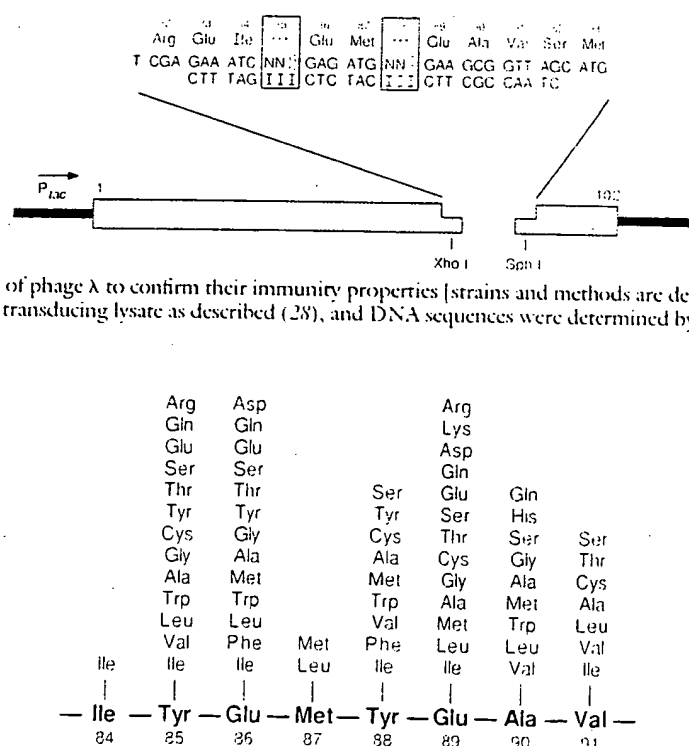 Arg Glu Ile ... Glu Met ... Glu Ala Val Ser Met
T CGA GAA ATC NN GAG ATG NN GAA GCG GTT AGC ATG
CTT TAG III CTC TAC III CTT CGC CAA TC
Plac
1
102
Xho I
Sph I
of phage λ to confirm their immunity properties [strains and methods are de
transducing lysate as described (28), and DNA sequences were determined by
Arg Asp Arg
Gln Gln Lys
Glu Glu Asp
Ser Ser Gln
Thr Thr Ser Glu Gln
Tyr Tyr Tyr Ser His
Cys Gly Cys Thr Ser Ser
Gly Ala Ala Cys Gly Thr
Ala Met Met Gly Ala Cys
Trp Trp Trp Ala Met Ala
Leu Leu Val Met Trp Leu
Val Phe Met Phe Leu Leu Val
Ile Ile Ile Leu Ile Ile Val Ile
— Ile — Tyr — Glu — Met — Tyr — Glu — Ala — Val —
84 85 86 87 88 89 90 91